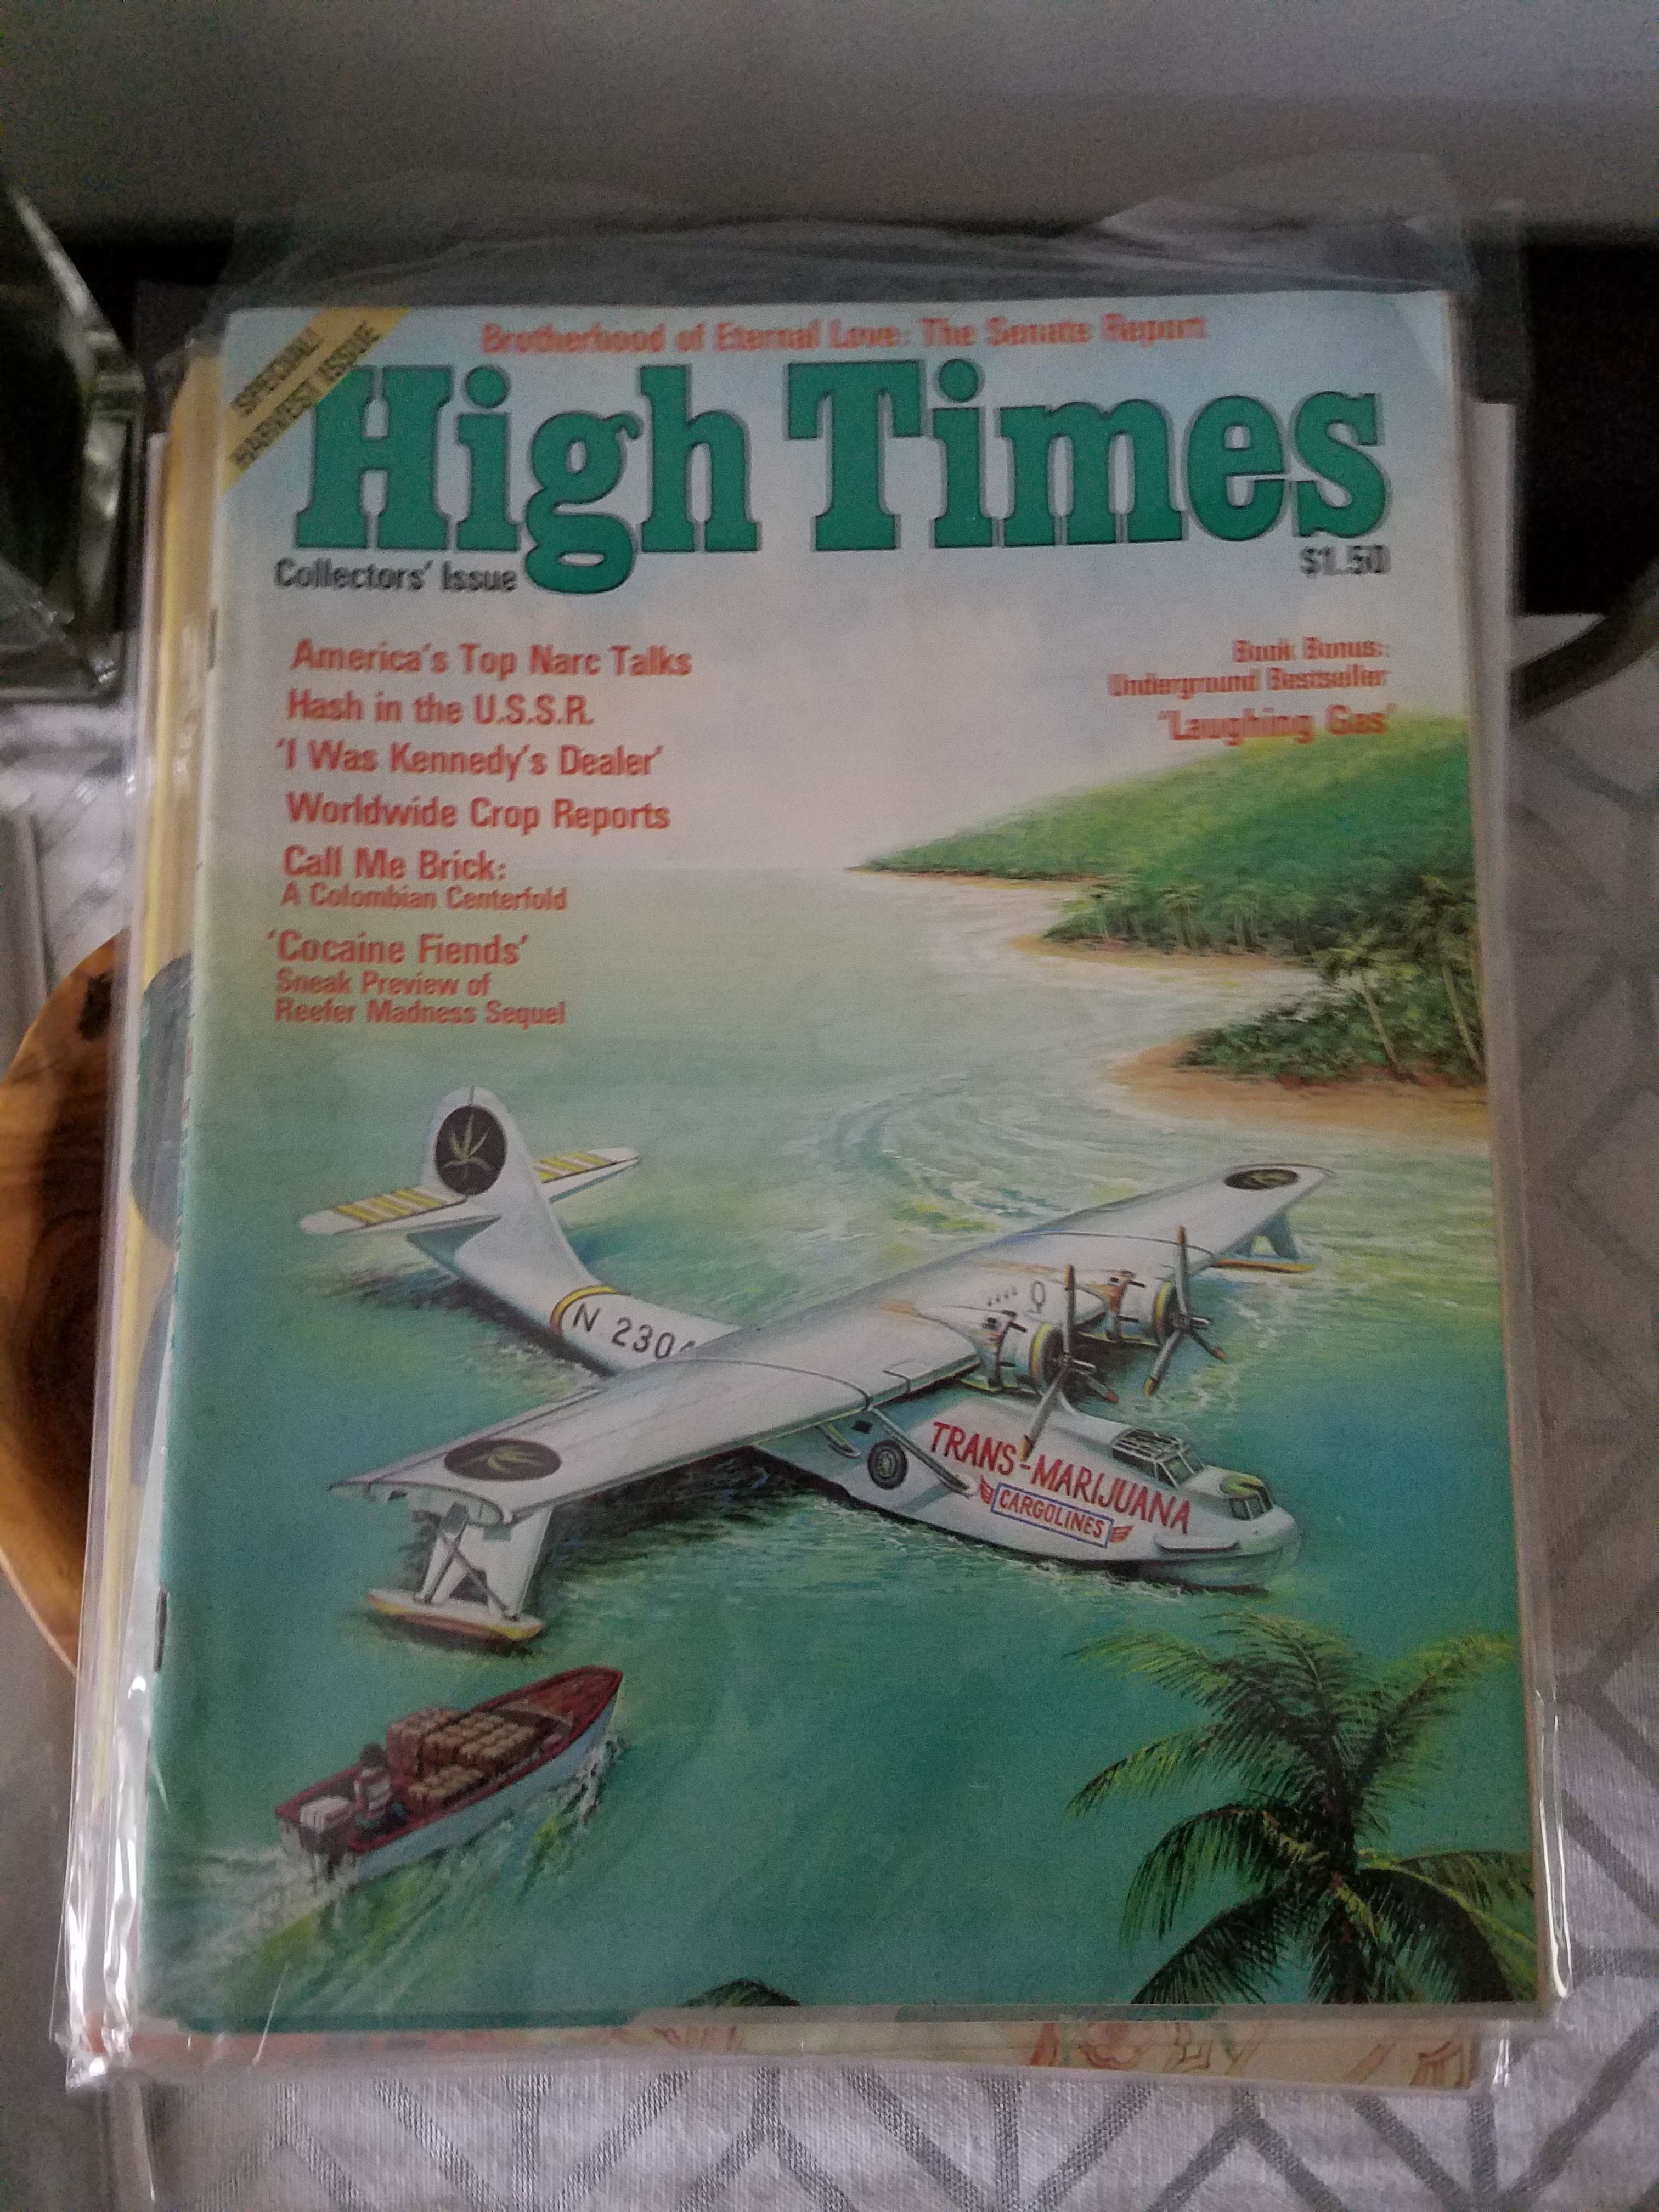 SPECIAL!
HARVEST ISSUE
Brotherhood of Eternal Love: The Senate Report
High Times
Collectors' Issue
$1.50
America's Top Narc Talks
Hash in the U.S.S.R.
'I Was Kennedy's Dealer'
Worldwide Crop Reports
Call Me Brick:
A Colombian Centerfold
'Cocaine Fiends'
Sneak Preview of
Reefer Madness Sequel
Book Bonus:
Underground Bestseller
'Laughing Gas'
N 230
TRANS-MARIJUANA
CARGOLINES